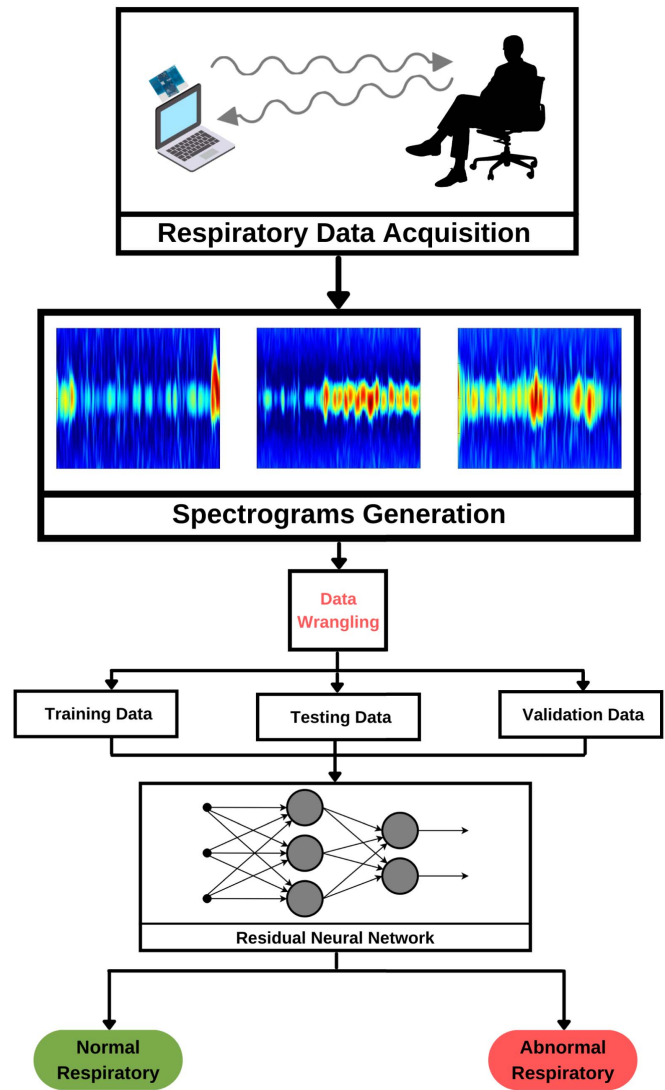 Respiratory Data Acquisition
Spectrograms Generation
Data
Wrangling
Training Data
Testing Data
Validation Data
Residual Neural Network
Normal
Respiratory
Abnormal
Respiratory